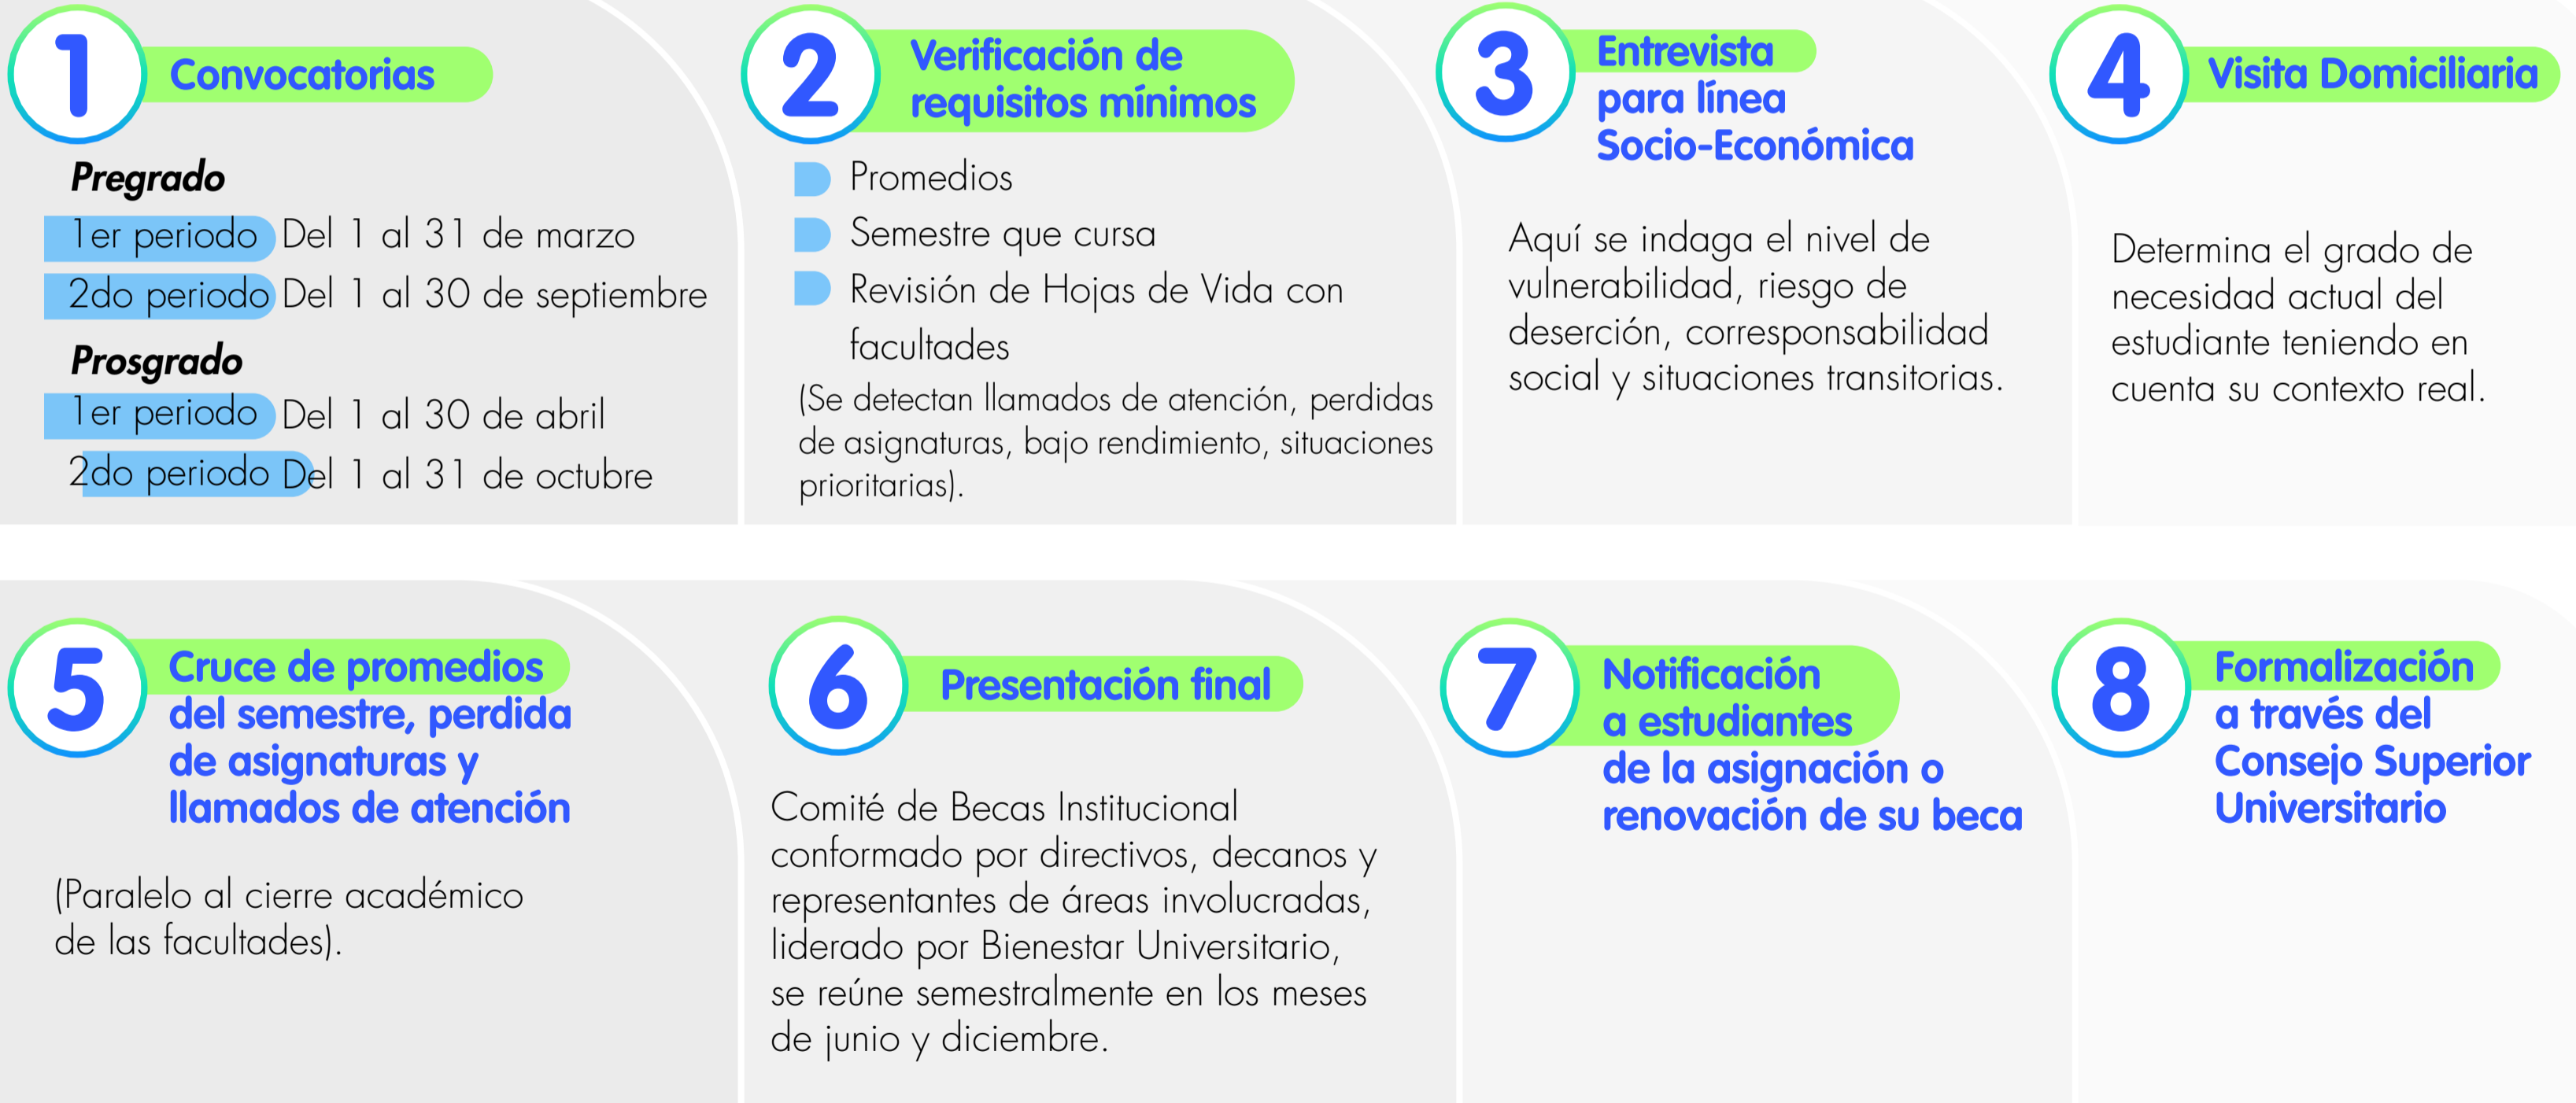 1
Convocatorias
Pregrado
1er periodo Del 1 al 31 de marzo
2do periodo Del 1 al 30 de septiembre
Prosgrado
1er periodo Del 1 al 30 de abril
2do periodo Del 1 al 31 de octubre
2
Verificación de
requisitos mínimos
Promedios
Semestre que cursa
Revisión de Hojas de Vida con
facultades
(Se detectan llamados de atención, perdidas
de asignaturas, bajo rendimiento, situaciones
prioritarias).
3
Entrevista
para línea
Socio-Económica
Aquí se indaga el nivel de
vulnerabilidad, riesgo de
deserción, corresponsabilidad
social y situaciones transitorias.
4
Visita Domiciliaria
Determina el grado de
necesidad actual del
estudiante teniendo en
cuenta su contexto real.
5
Cruce de promedios
del semestre, perdida
de asignaturas y
llamados de atención
(Paralelo al cierre académico
de las facultades).
6
Presentación final
Comité de Becas Institucional
conformado por directivos, decanos y
representantes de áreas involucradas,
liderado por Bienestar Universitario,
se reúne semestralmente en los meses
de junio y diciembre.
7
Notificación
a estudiantes
de la asignación o
renovación de su beca
8
Formalización
a través del
Consejo Superior
Universitario